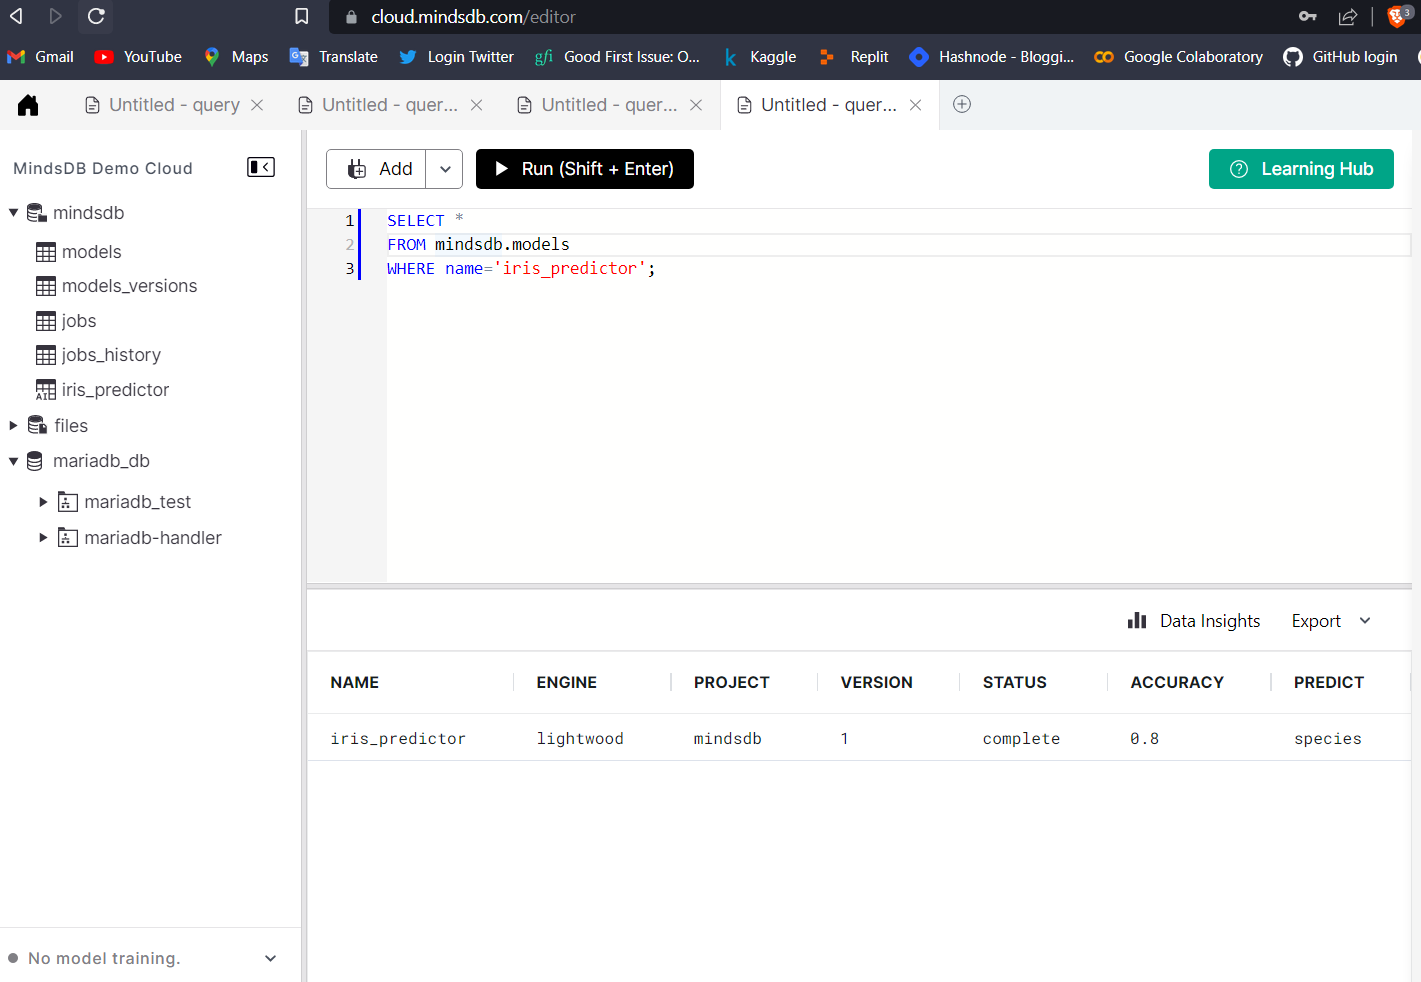 cloud.mindsdb.com/editor
3
Gmail YouTube Maps Translate Login Twitter gfi Good First Issue: O... k Kaggle Replit Hashnode - Bloggi... Google Colaboratory GitHub login
Untitled - query Untitled - quer... Untitled - quer... Untitled - quer...
MindsDB Demo Cloud
mindsdb
models
models_versions
jobs
jobs_history
AI iris_predictor
files
mariadb_db
mariadb_test
mariadb-handler
No model training.
Add Run (Shift + Enter) Learning Hub
1 SELECT *
2 FROM mindsdb.models
3 WHERE name='iris_predictor';
Data Insights Export
NAME ENGINE PROJECT VERSION STATUS ACCURACY PREDICT
iris_predictor lightwood mindsdb 1 complete 0.8 species